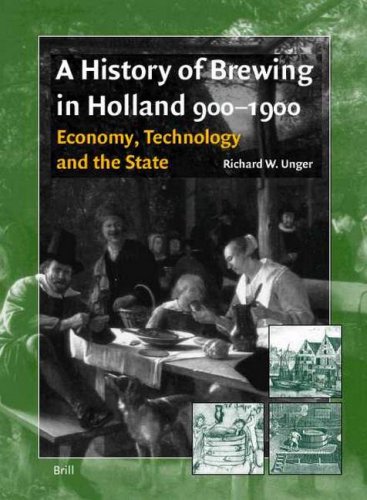 A History of Brewing
in Holland 900–1900
Economy, Technology
and the State
Richard W. Unger
Brill